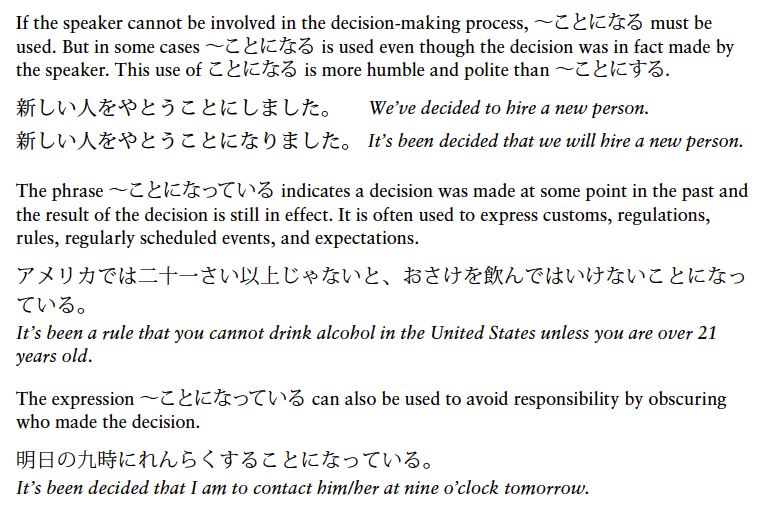 If the speaker cannot be involved in the decision-making process, 〜ことになる must be
used. But in some cases 〜ことになる is used even though the decision was in fact made by
the speaker. This use of ことになる is more humble and polite than 〜ことにする.
新しい人をやとうことにしました。 We've decided to hire a new person.
新しい人をやとうことになりました。 It's been decided that we will hire a new person.
The phrase 〜ことになっている indicates a decision was made at some point in the past and
the result of the decision is still in effect. It is often used to express customs, regulations,
rules, regularly scheduled events, and expectations.
アメリカでは二十一さい以上じゃないと、おさけを飲んではいけないことになっ
ている。
It's been a rule that you cannot drink alcohol in the United States unless you are over 21
years old.
The expression 〜ことになっている can also be used to avoid responsibility by obscuring
who made the decision.
明日の九時にれんらくすることになっている。
It's been decided that I am to contact him/her at nine o'clock tomorrow.